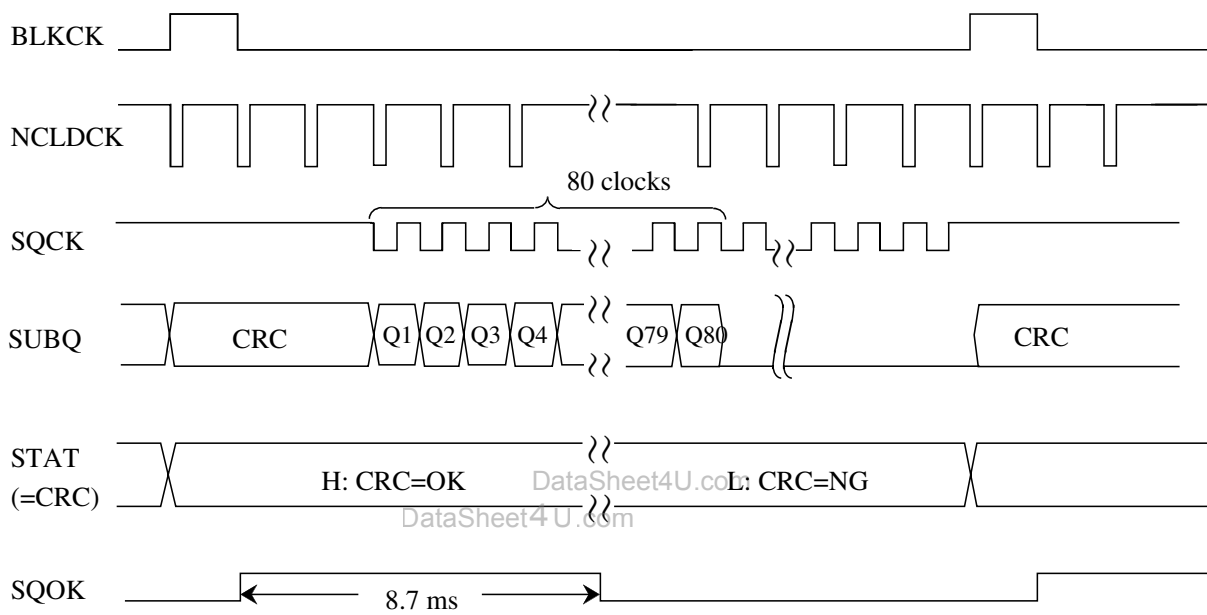 BLKCK
NCLDCK
80 clocks
SQCK
SUBQ CRC Q1 Q2 Q3 Q4 Q79 Q80 CRC
STAT
(=CRC)
H: CRC=OK DataSheet4U.com L: CRC=NG
DataSheet4U.com
SQOK 8.7 ms